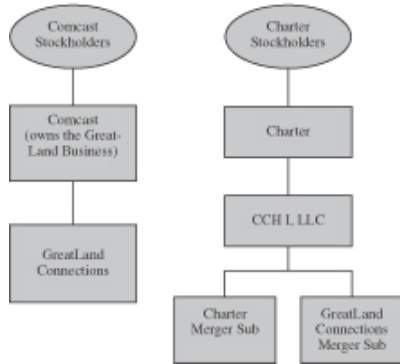 Comcast
Stockholders
Comcast
(owns the Great-
Land Business)
GreatLand
Connections
Charter
Stockholders
Charter
CCH I, LLC
Charter
Merger Sub
GreatLand
Connections
Merger Sub